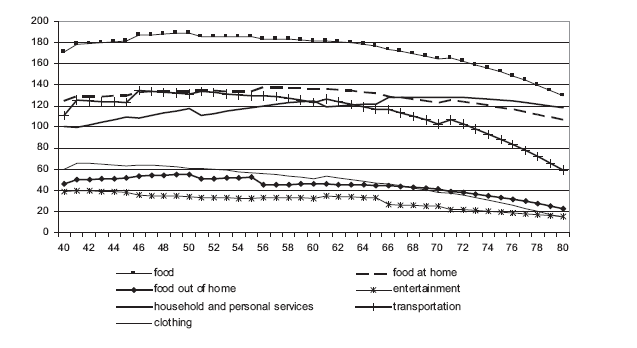 200
180
160
140
120
100
80
60
40
20
0
40 42 44 46 48 50 52 54 56 58 60 62 64 66 68 70 72 74 76 78 80
food
food at home
food out of home
entertainment
household and personal services
transportation
clothing